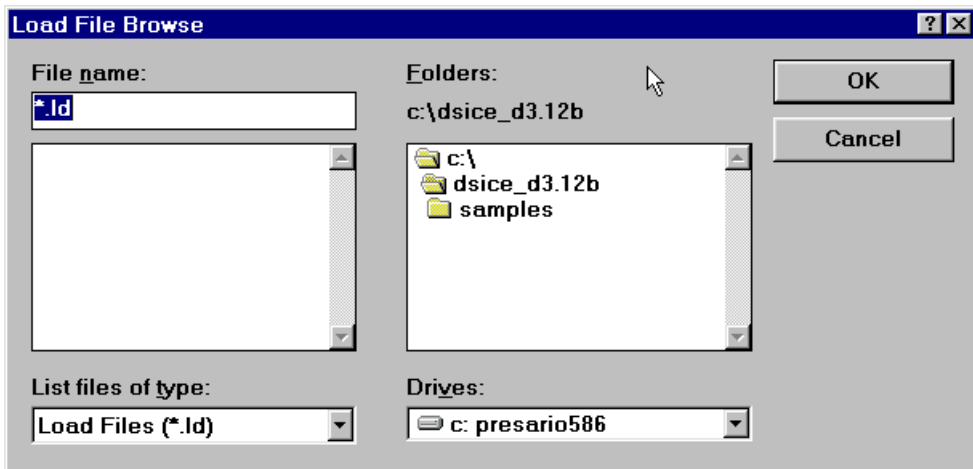 Load File Browse
File name:
*.ld
Folders:
c:\dsice_d3.12b
OK
Cancel
c:\
dsice_d3.12b
samples
List files of type:
Load Files (*.ld)
Drives:
c: presario586